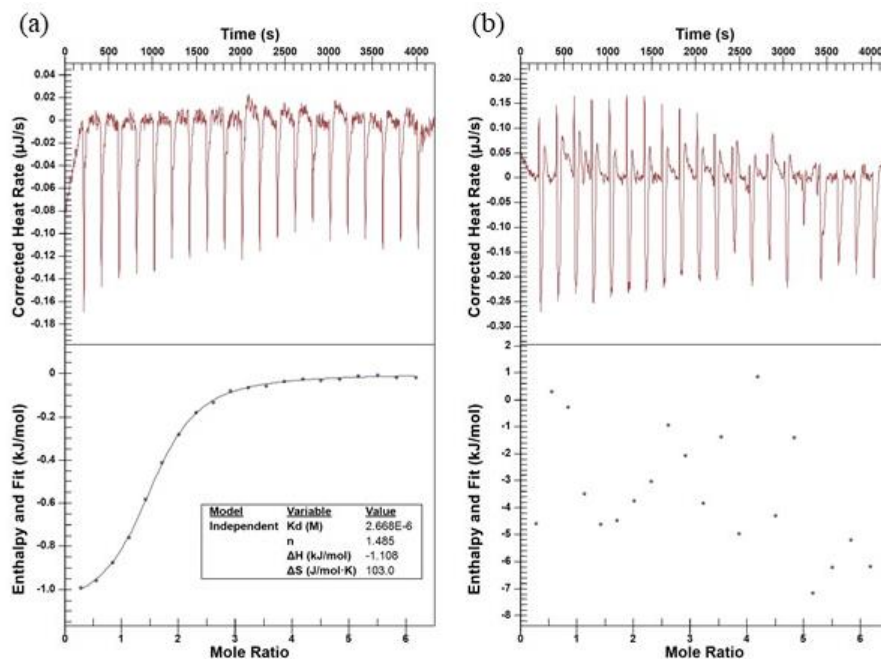 (a)
Time (s)
0 500 1000 1500 2000 2500 3000 3500 4000
0.04
0.02
0
-0.02
-0.04
-0.06
-0.08
-0.10
-0.12
-0.14
-0.16
-0.18
Corrected Heat Rate (µJ/s)
0
-0.2
-0.4
-0.6
-0.8
-1.0
Enthalpy and Fit (kJ/mol)
Model Variable Value
Independent Kd (M) 2.668E-6
n 1.485
ΔH (kJ/mol) -1.108
ΔS (J/mol·K) 103.0
0 1 2 3 4 5 6
Mole Ratio
(b)
Time (s)
0 500 1000 1500 2000 2500 3000 3500 4000
0.20
0.15
0.10
0.05
0
-0.05
-0.10
-0.15
-0.20
-0.25
-0.30
Corrected Heat Rate (µJ/s)
2
1
0
-1
-2
-3
-4
-5
-6
-7
-8
Enthalpy and Fit (kJ/mol)
0 1 2 3 4 5 6
Mole Ratio